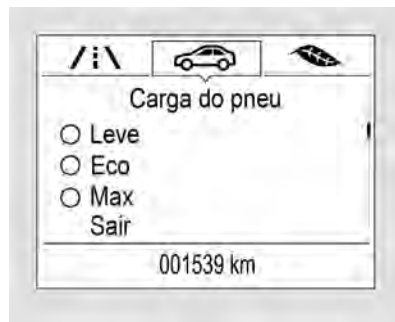 Carga do pneu
Leve
Eco
Max
Sair
001539 km